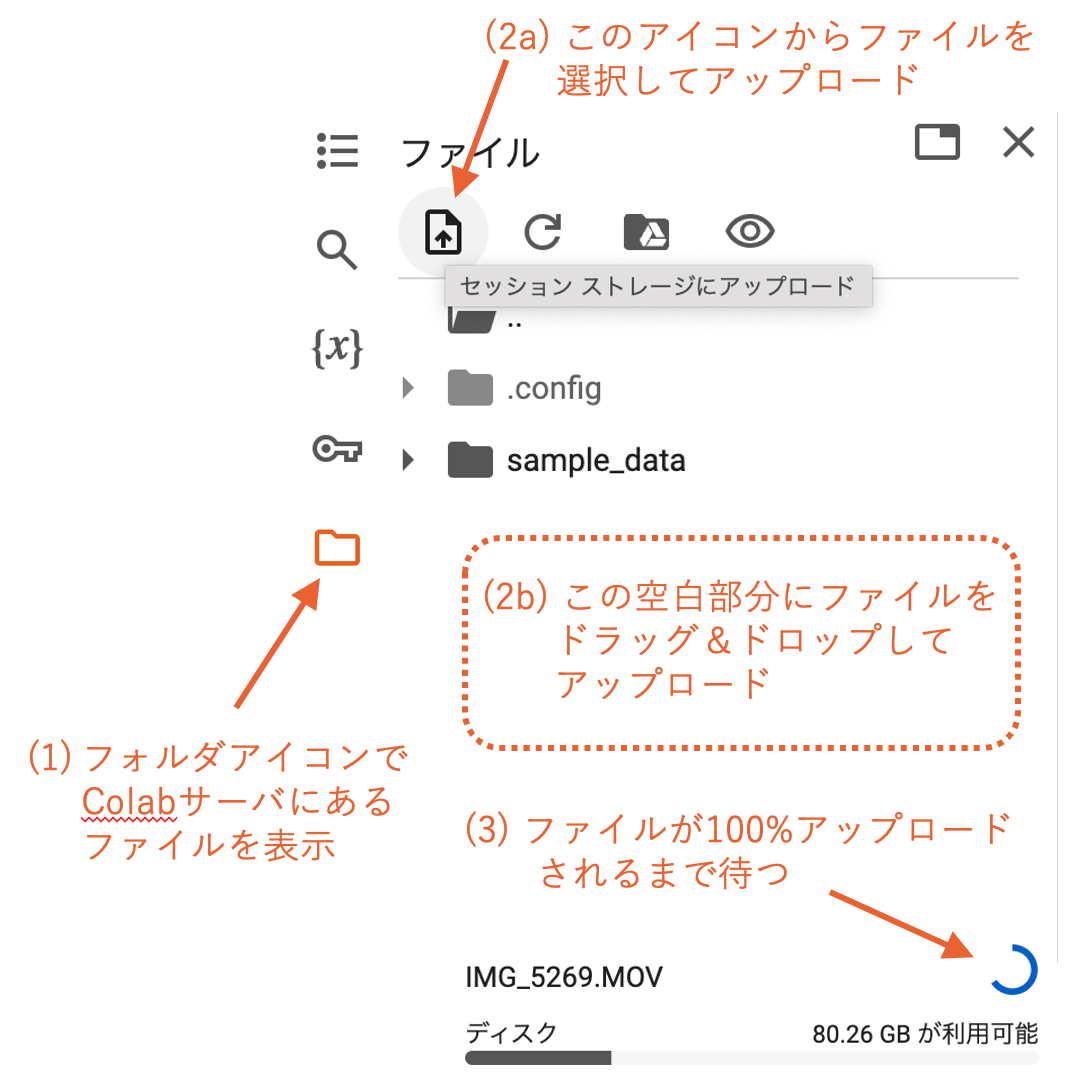 (2a) このアイコンからファイルを
選択してアップロード
ファイル
セッション ストレージにアップロード
..
{x}
.config
sample_data
(2b) この空白部分にファイルを
ドラッグ＆ドロップして
アップロード
(1) フォルダアイコンで
Colabサーバにある
ファイルを表示
(3) ファイルが100%アップロード
されるまで待つ
IMG_5269.MOV
ディスク 80.26 GB が利用可能